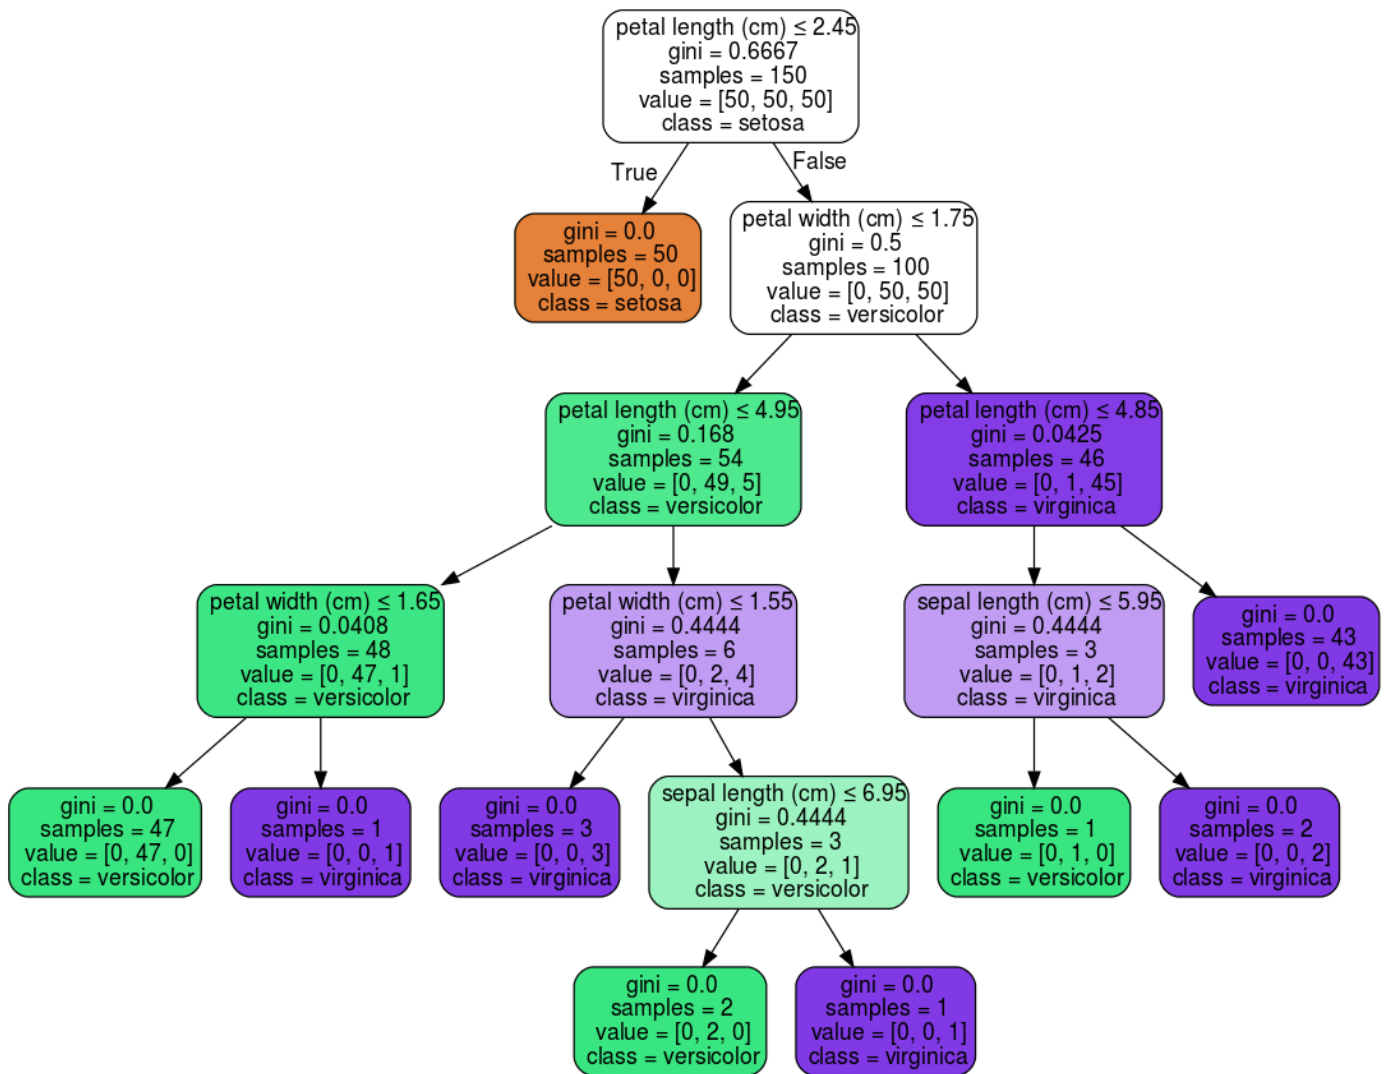 petal length (cm) ≤ 2.45
gini = 0.6667
samples = 150
value = [50, 50, 50]
class = setosa
True
False
gini = 0.0
samples = 50
value = [50, 0, 0]
class = setosa
petal width (cm) ≤ 1.75
gini = 0.5
samples = 100
value = [0, 50, 50]
class = versicolor
petal length (cm) ≤ 4.95
gini = 0.168
samples = 54
value = [0, 49, 5]
class = versicolor
petal length (cm) ≤ 4.85
gini = 0.0425
samples = 46
value = [0, 1, 45]
class = virginica
petal width (cm) ≤ 1.65
gini = 0.0408
samples = 48
value = [0, 47, 1]
class = versicolor
petal width (cm) ≤ 1.55
gini = 0.4444
samples = 6
value = [0, 2, 4]
class = virginica
sepal length (cm) ≤ 5.95
gini = 0.4444
samples = 3
value = [0, 1, 2]
class = virginica
gini = 0.0
samples = 43
value = [0, 0, 43]
class = virginica
gini = 0.0
samples = 47
value = [0, 47, 0]
class = versicolor
gini = 0.0
samples = 1
value = [0, 0, 1]
class = virginica
gini = 0.0
samples = 3
value = [0, 0, 3]
class = virginica
sepal length (cm) ≤ 6.95
gini = 0.4444
samples = 3
value = [0, 2, 1]
class = versicolor
gini = 0.0
samples = 1
value = [0, 1, 0]
class = versicolor
gini = 0.0
samples = 2
value = [0, 0, 2]
class = virginica
gini = 0.0
samples = 2
value = [0, 2, 0]
class = versicolor
gini = 0.0
samples = 1
value = [0, 0, 1]
class = virginica